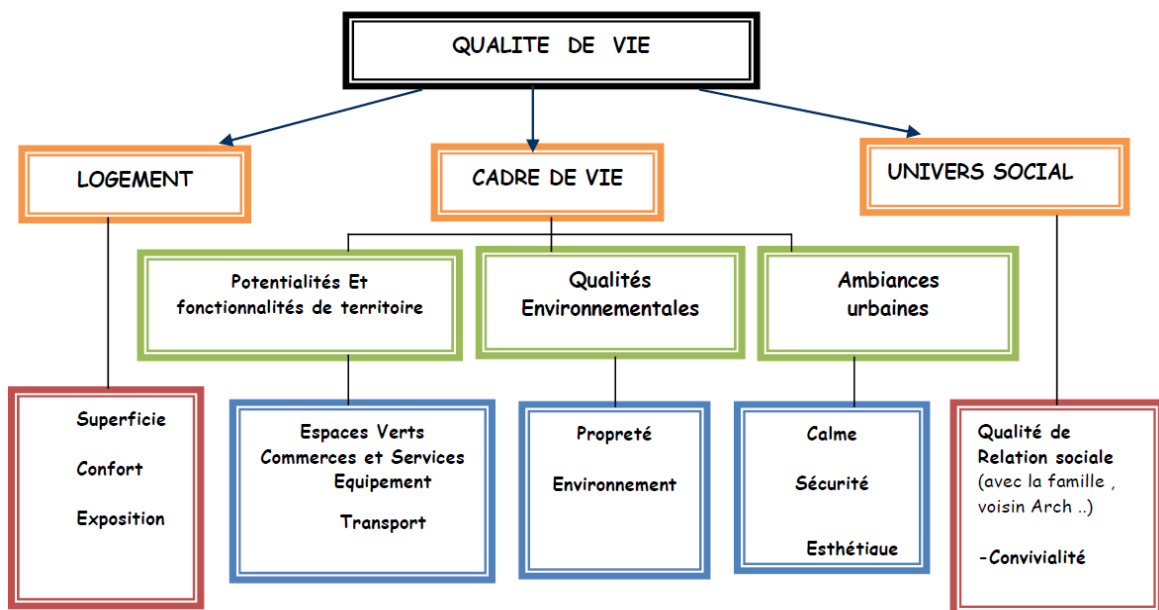 QUALITE DE VIE
LOGEMENT
CADRE DE VIE
UNIVERS SOCIAL
Potentialités Et
fonctionnalités de territoire
Qualités
Environnementales
Ambiances
urbaines
Superficie
Confort
Exposition
Espaces Verts
Commerces et Services
Equipement
Transport
Propreté
Environnement
Calme
Sécurité
Esthétique
Qualité de
Relation sociale
(avec la famille ,
voisin Arch ..)
-Convivialité